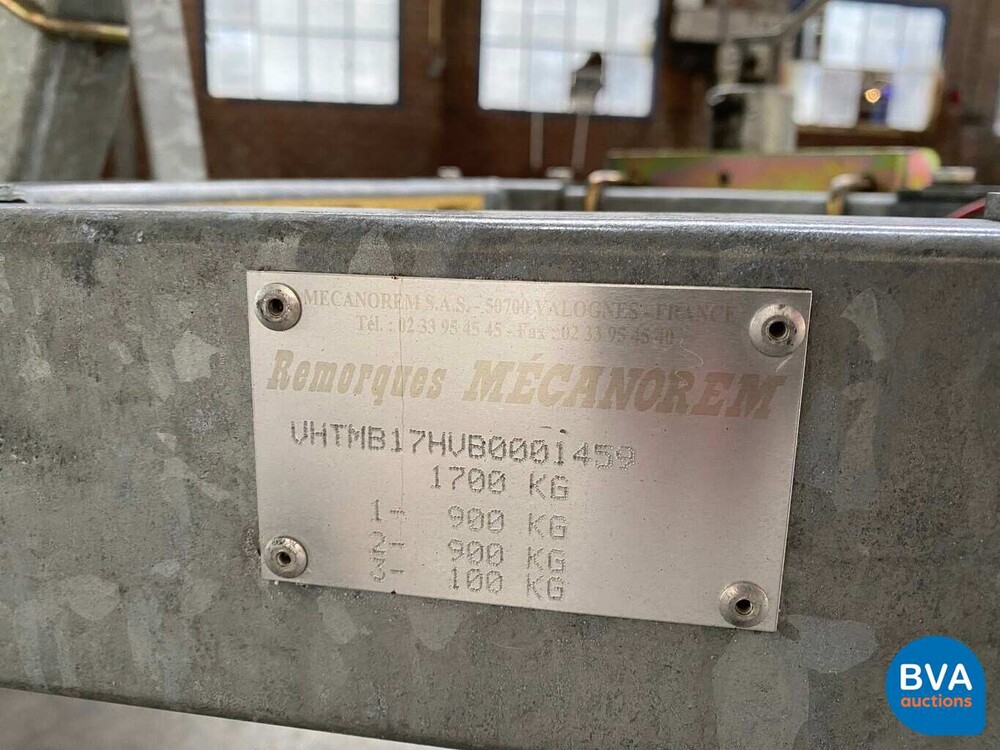 MECANOREM S.A.S. - 50700 VALOGNES - FRANCE
Tél. : 02 33 95 45 45 - Fax : 02 33 95 45 40
Remorques MÉCANOREM
VHTMB17HVB0001459
1700 KG
1- 900 KG
2- 900 KG
3- 100 KG
BVA
auctions